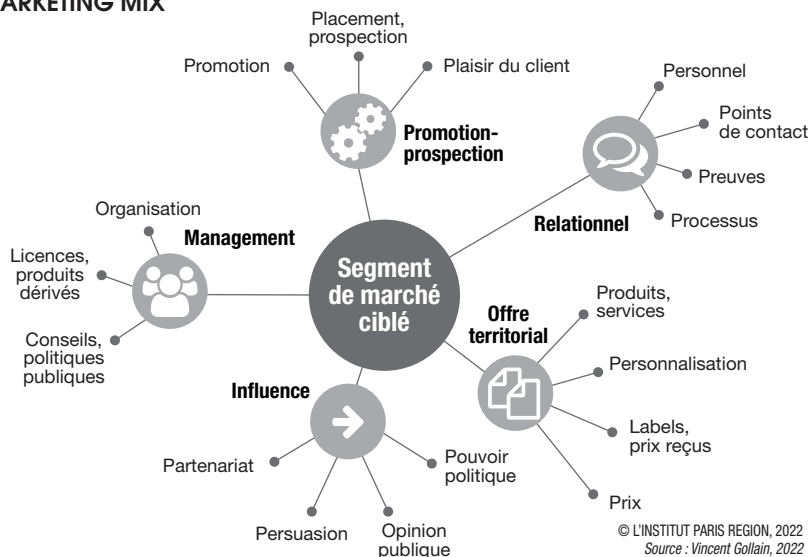 ARKETING MIX
Placement,
prospection
Promotion
Plaisir du client
Promotion-
prospection
Personnel
Points
de contact
Preuves
Processus
Relationnel
Organisation
Management
Licences,
produits
dérivés
Conseils,
politiques
publiques
Segment
de marché
ciblé
Offre
territorial
Produits,
services
Personnalisation
Labels,
prix reçus
Prix
Influence
Partenariat
Persuasion
Opinion
publique
Pouvoir
politique
© L'INSTITUT PARIS REGION, 2022
Source : Vincent Gollain, 2022